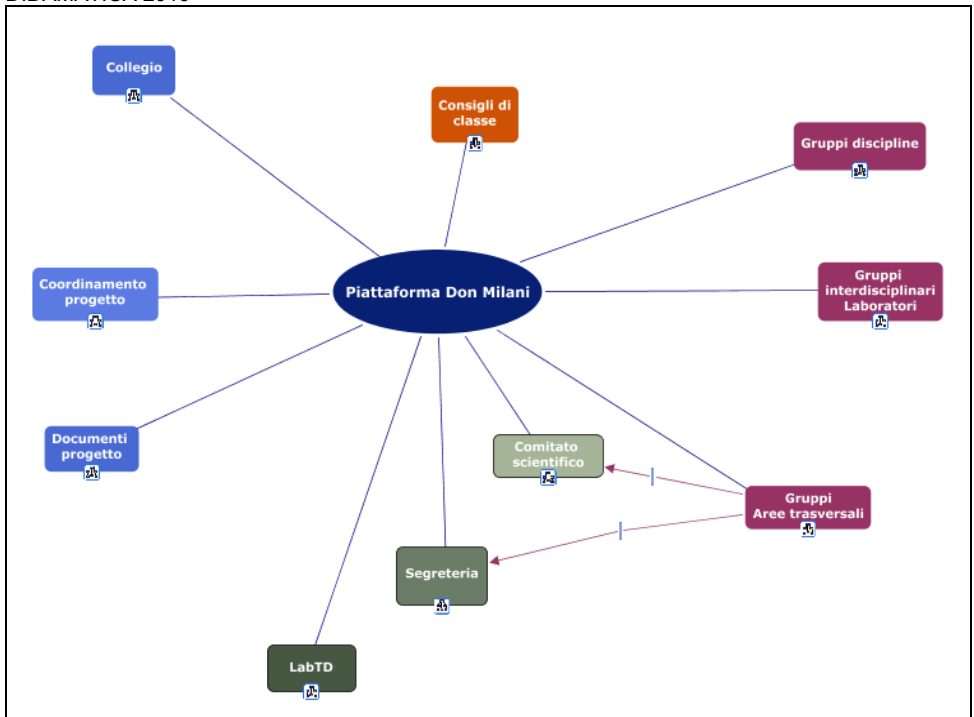 Collegio
Consigli di
classe
Gruppi discipline
Coordinamento
progetto
Piattaforma Don Milani
Gruppi
interdisciplinari
Laboratori
Documenti
progetto
Comitato
scientifico
Gruppi
Aree trasversali
Segreteria
LabTD